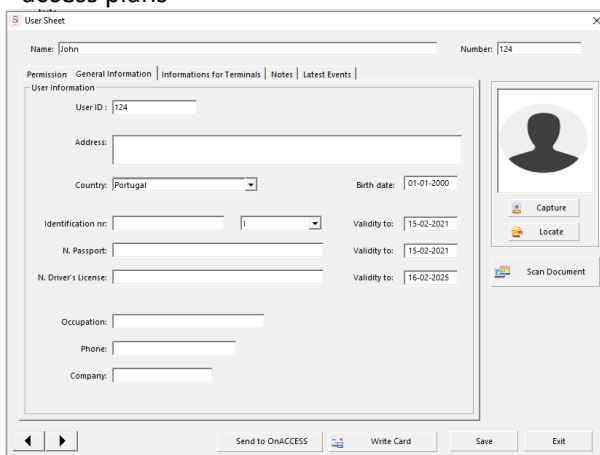 access plans
User Sheet
Name: John Number: 124
Permission General Information Informations for Terminals Notes Latest Events
User Information
User ID : 124
Address:
Country: Portugal Birth date: 01-01-2000
Identification nr: I Validity to: 15-02-2021
N. Passport: Validity to: 15-02-2021
N. Driver's License: Validity to: 16-02-2025
Occupation:
Phone:
Company:
Capture
Locate
Scan Document
Send to OnACCESS Write Card Save Exit